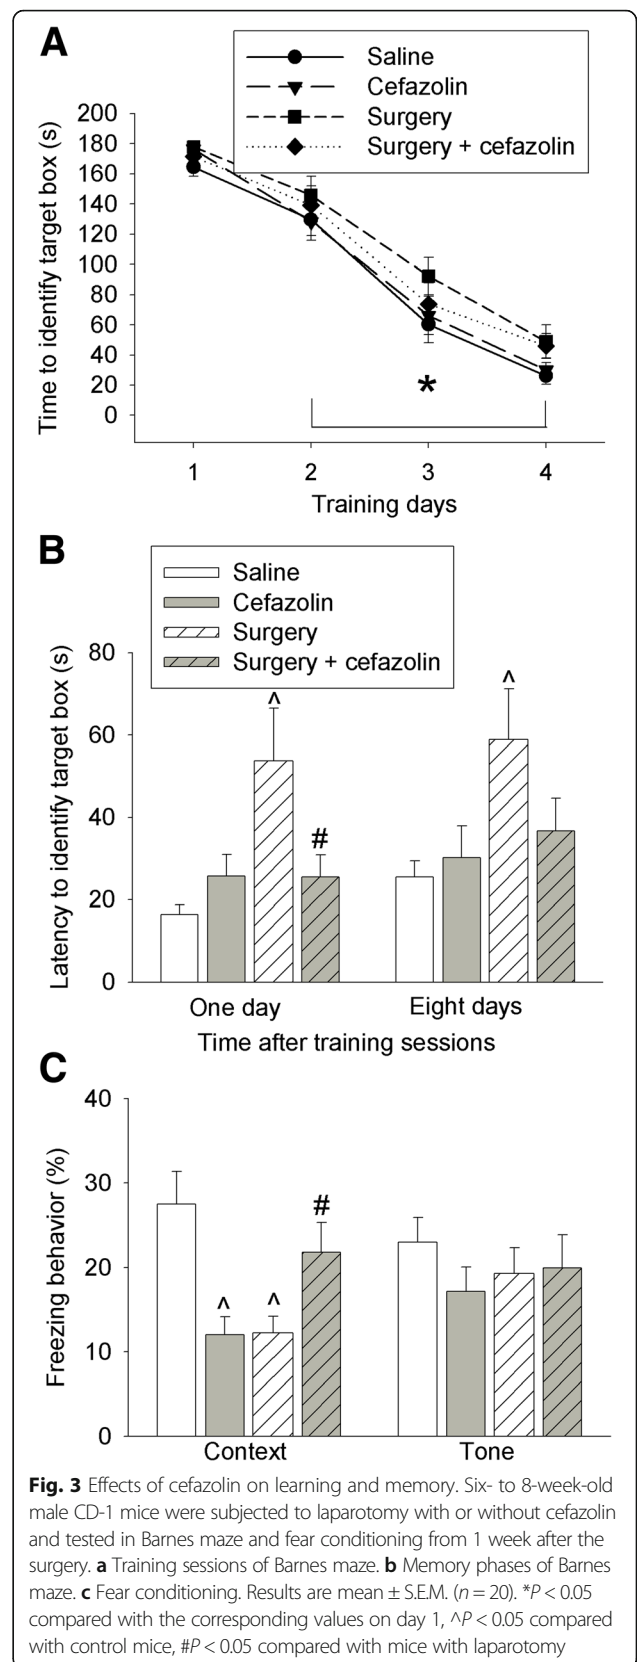 A
Saline
Cefazolin
Surgery
Surgery + cefazolin
200
180
160
140
120
100
80
60
40
20
0
Time to identify target box (s)
*
1 2 3 4
Training days
B
Saline
Cefazolin
Surgery
Surgery + cefazolin
80
60
40
20
0
Latency to identify target box (s)
^
#
^
One day Eight days
Time after training sessions
C
40
30
20
10
0
Freezing behavior (%)
^
^
#
Context Tone
Fig. 3 Effects of cefazolin on learning and memory. Six- to 8-week-old
male CD-1 mice were subjected to laparotomy with or without cefazolin
and tested in Barnes maze and fear conditioning from 1 week after the
surgery. a Training sessions of Barnes maze. b Memory phases of Barnes
maze. c Fear conditioning. Results are mean ± S.E.M. (n = 20). *P < 0.05
compared with the corresponding values on day 1, ^P < 0.05 compared
with control mice, #P < 0.05 compared with mice with laparotomy